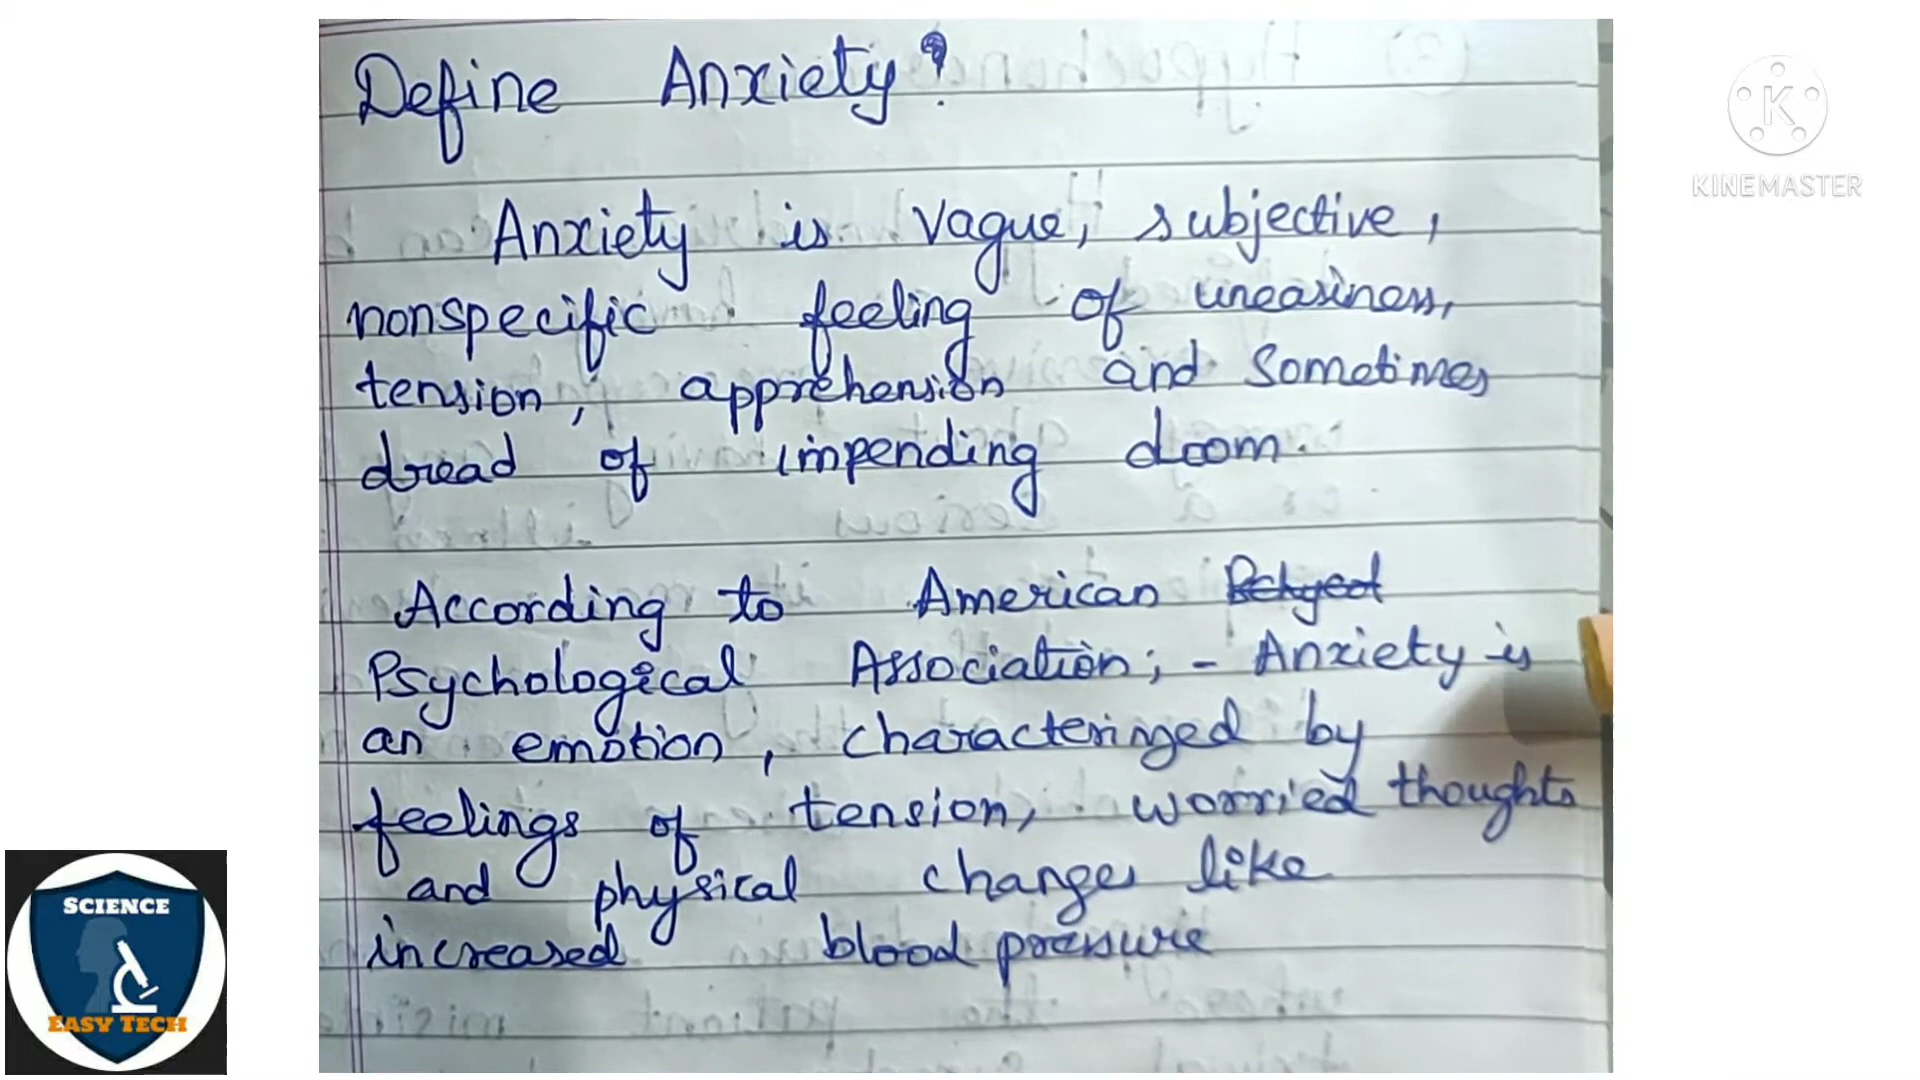 Define Anxiety?
Anxiety is vague, subjective,
nonspecific feeling of uneasiness,
tension, apprehension and sometimes
dread of impending doom.
According to American
Psychological Association; - Anxiety is
an emotion, characterized by
feelings of tension, worried thoughts
and physical changes like
increased blood pressure
KINEMASTER
SCIENCE
EASY TECH